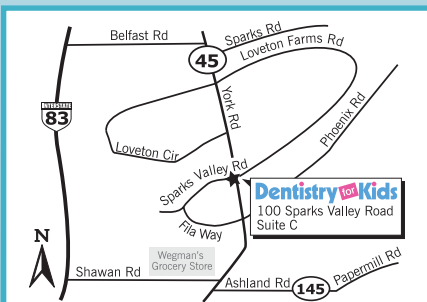 Belfast Rd
Sparks Rd
Loveton Farms Rd
45
York Rd
83
Phoenix Rd
Loveton Cir
Sparks Valley Rd
Dentistry for Kids
100 Sparks Valley Road
Suite C
Fila Way
N
Wegman's
Grocery Store
Shawan Rd
Ashland Rd
145
Papermill Rd